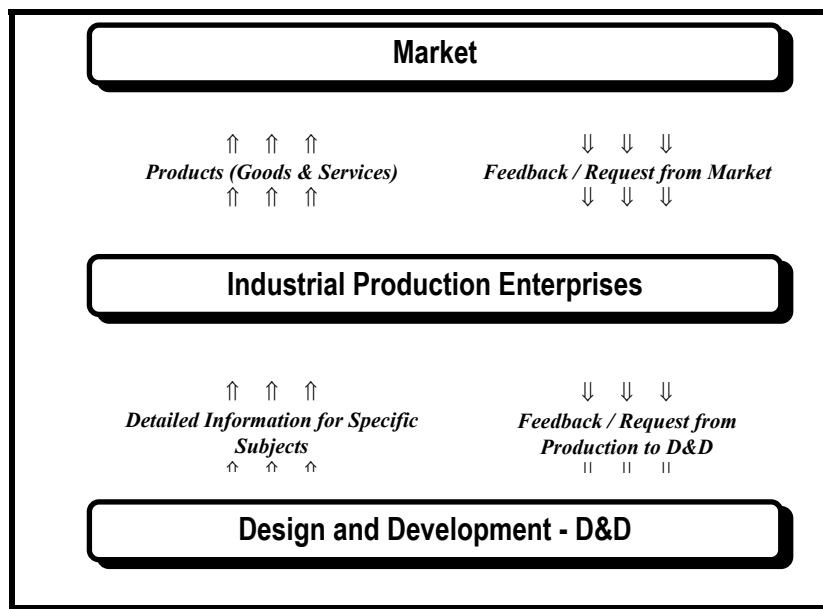 Market
⇑ ⇑ ⇑ ⇓ ⇓ ⇓
Products (Goods & Services) Feedback / Request from Market
⇑ ⇑ ⇑ ⇓ ⇓ ⇓
Industrial Production Enterprises
⇑ ⇑ ⇑ ⇓ ⇓ ⇓
Detailed Information for Specific
Subjects
⇑ ⇑ ⇑
Feedback / Request from
Production to D&D
Design and Development - D&D